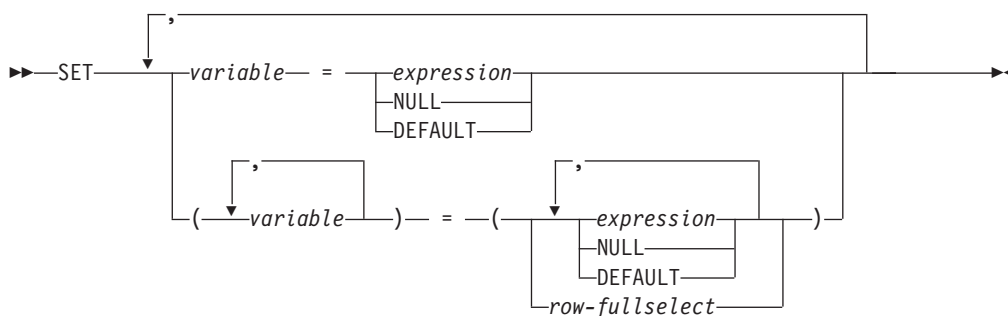 ,
SET variable = expression
NULL
DEFAULT
, ,
( variable ) = ( expression )
NULL
DEFAULT
row-fullselect